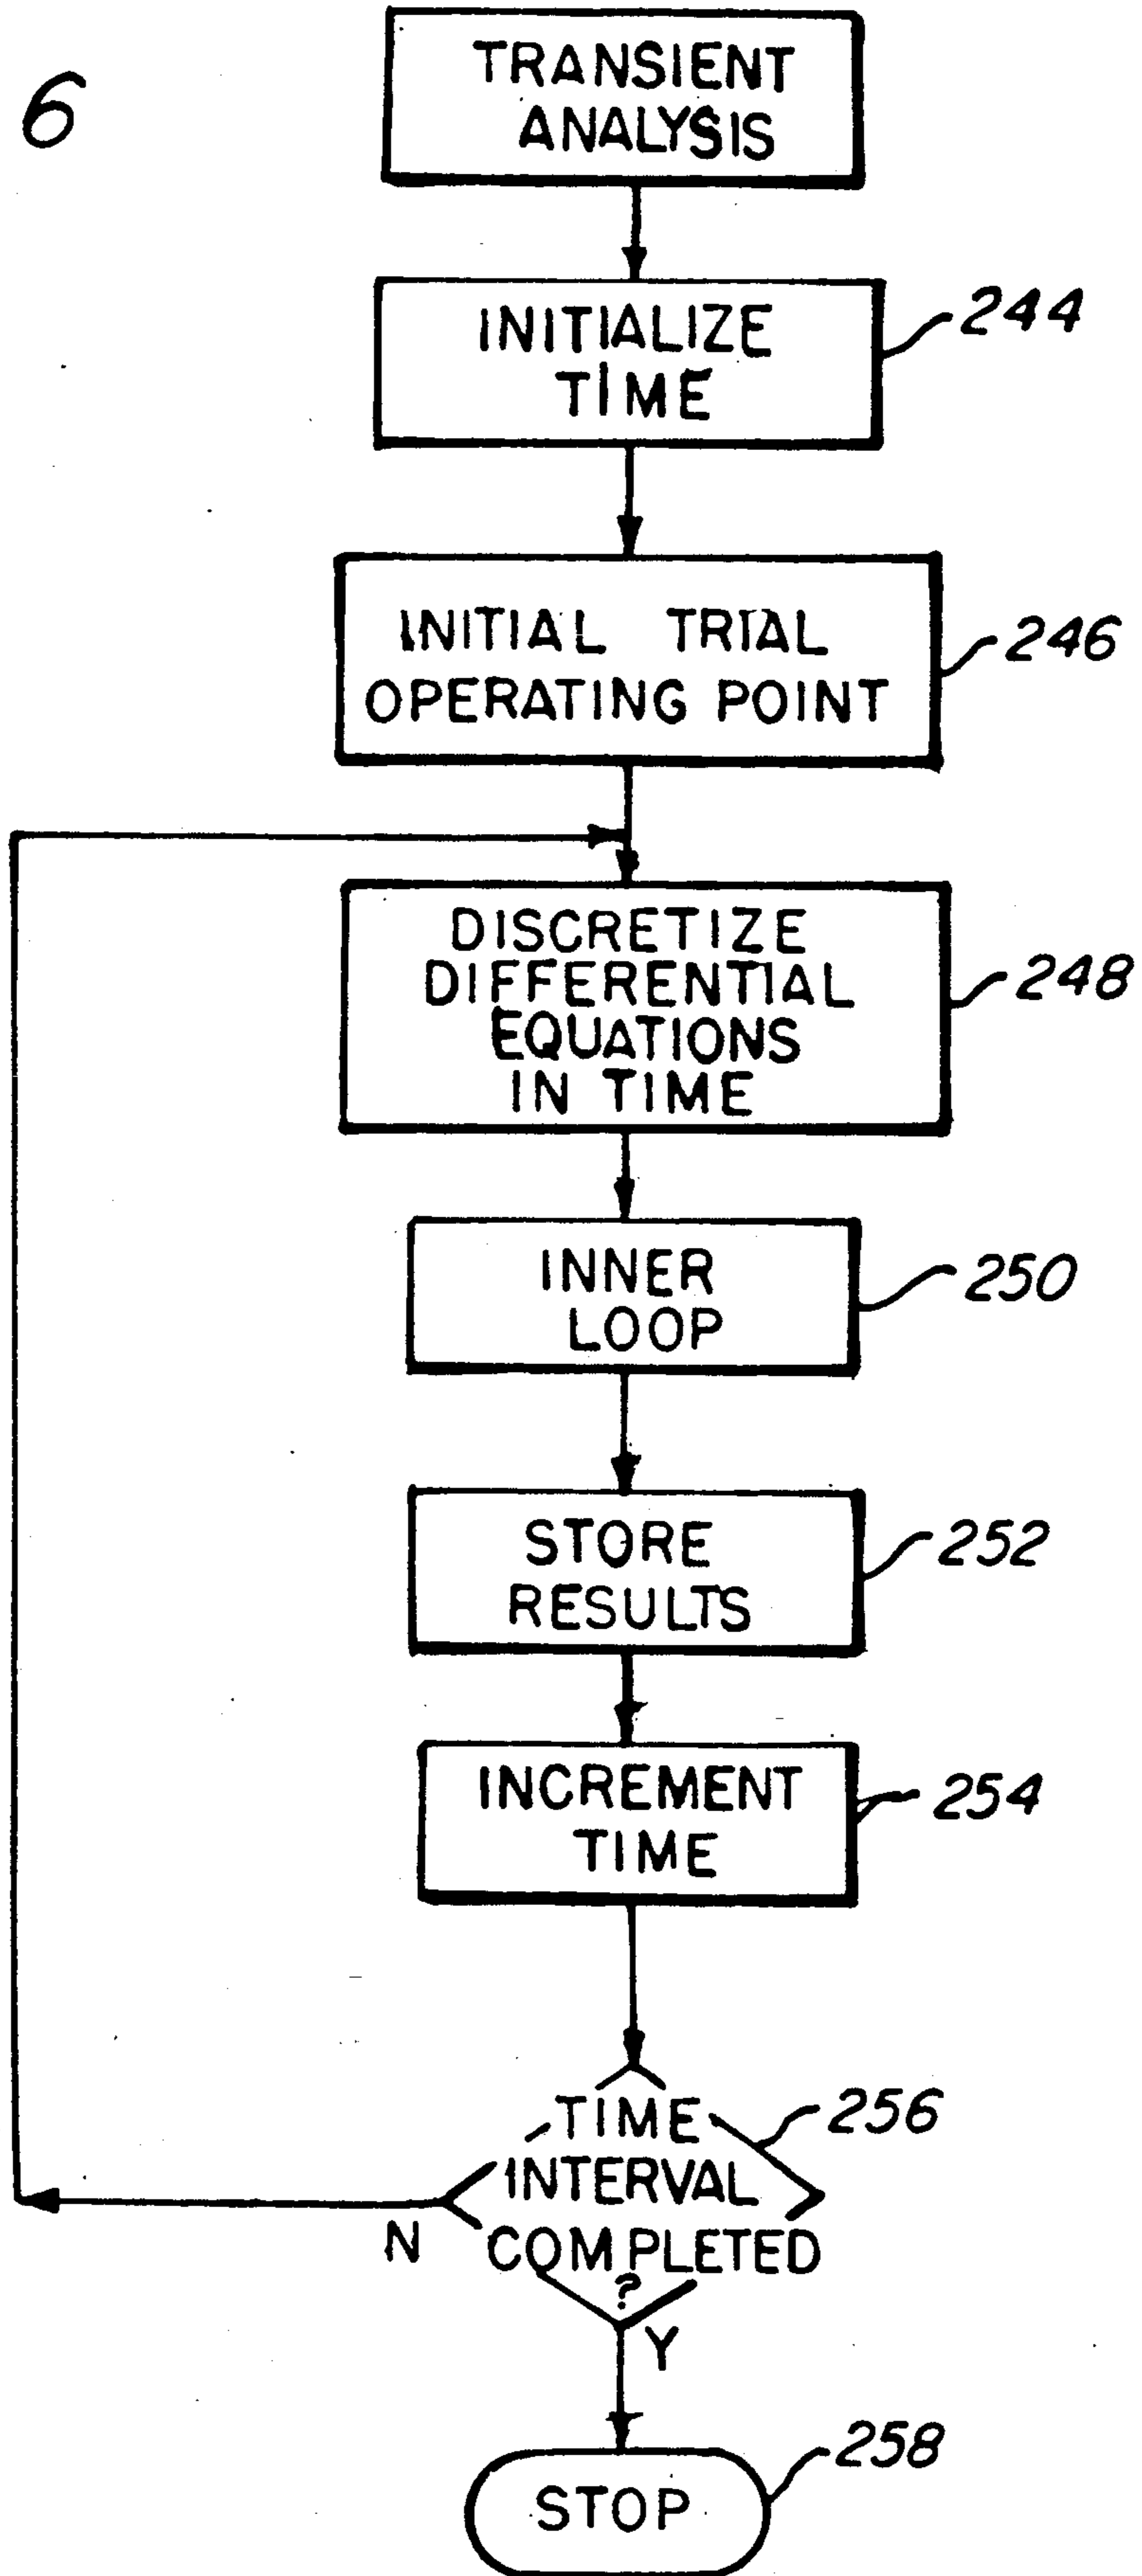 6
TRANSIENT
ANALYSIS
INITIALIZE
TIME
244
INITIAL TRIAL
OPERATING POINT
246
DISCRETIZE
DIFFERENTIAL
EQUATIONS
IN TIME
248
INNER
LOOP
250
STORE
RESULTS
252
INCREMENT
TIME
254
TIME
INTERVAL
COMPLETED
?
256
N
Y
STOP
258